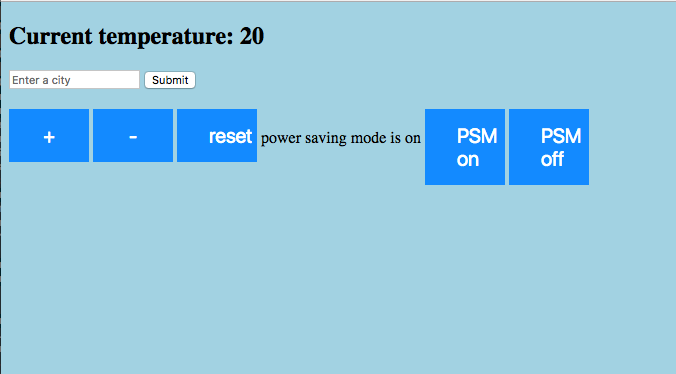 Current temperature: 20
Enter a city Submit
+ - reset power saving mode is on PSM on PSM off